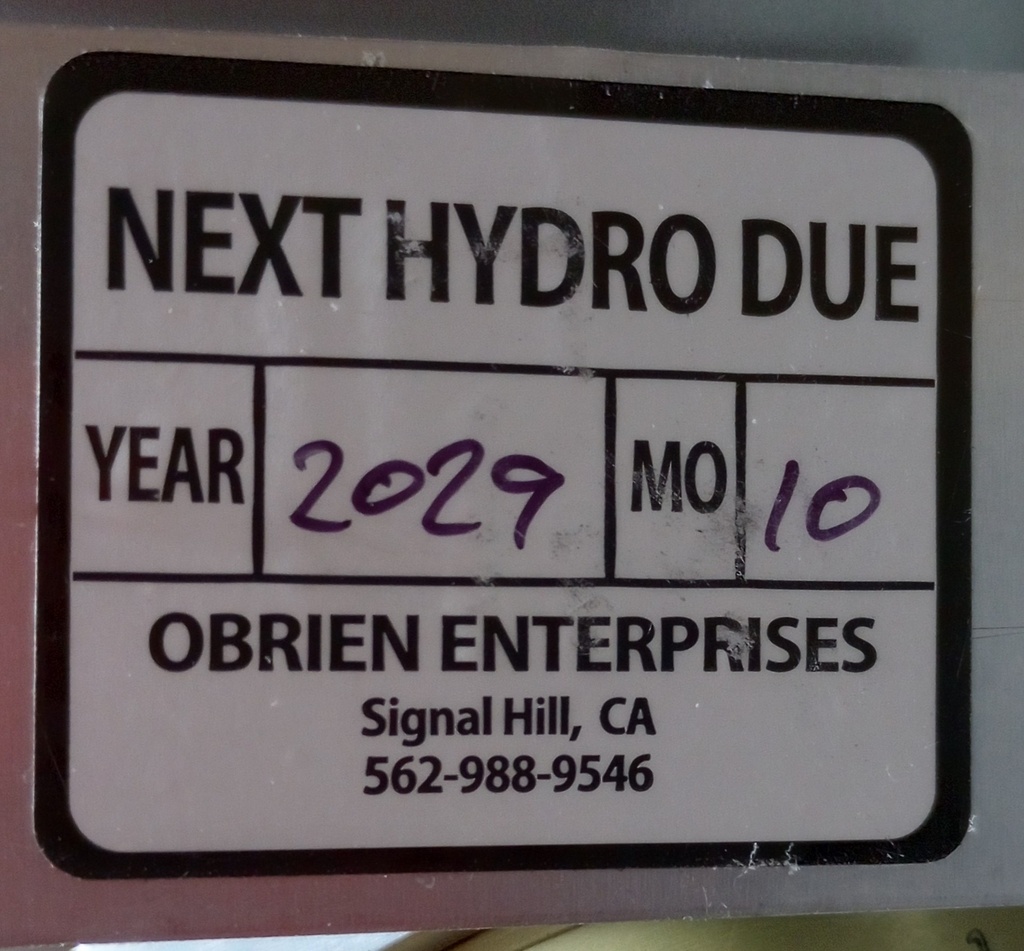 NEXT HYDRO DUE
YEAR 2029 MO 10
OBRIEN ENTERPRISES
Signal Hill, CA
562-988-9546